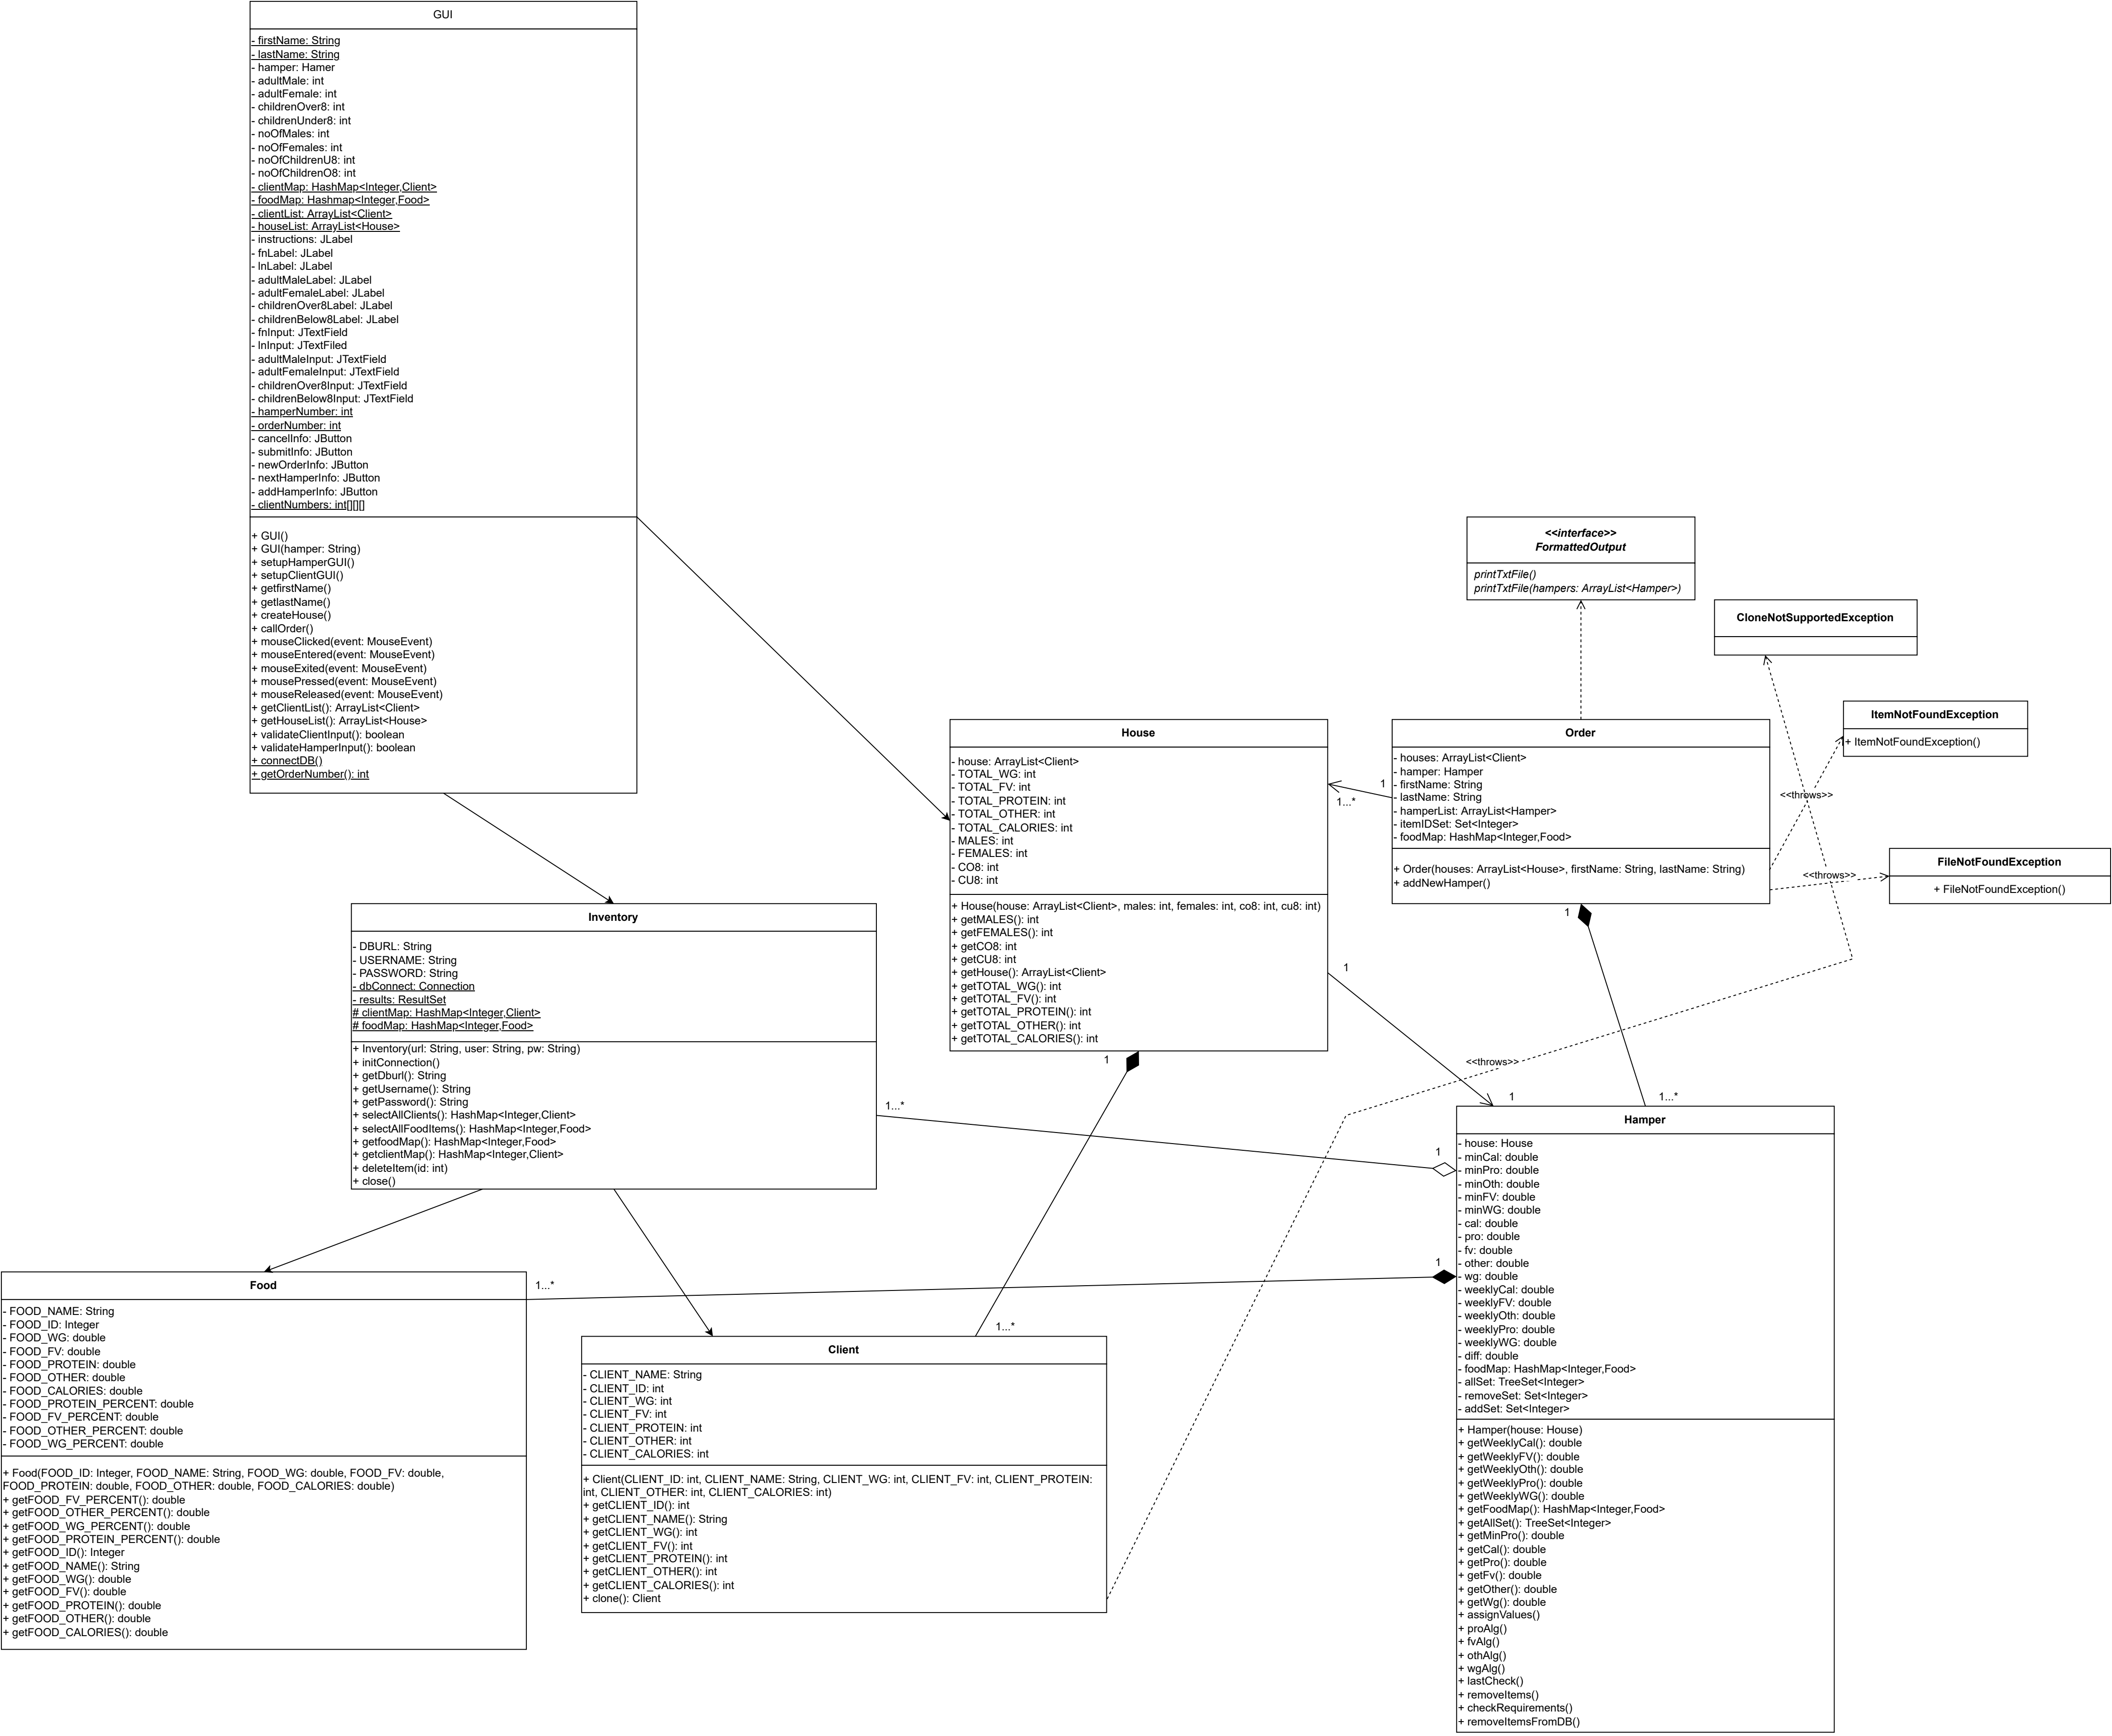 GUI
- firstName: String
- lastName: String
- hamper: Hamer
- adultMale: int
- adultFemale: int
- childrenOver8: int
- childrenUnder8: int
- noOfMales: int
- noOfFemales: int
- noOfChildrenU8: int
- noOfChildrenO8: int
- clientMap: HashMap<Integer,Client>
- foodMap: Hashmap<Integer,Food>
- clientList: ArrayList<Client>
- houseList: ArrayList<House>
- instructions: JLabel
- fnLabel: JLabel
- lnLabel: JLabel
- adultMaleLabel: JLabel
- adultFemaleLabel: JLabel
- childrenOver8Label: JLabel
- childrenBelow8Label: JLabel
- fnInput: JTextField
- lnInput: JTextFiled
- adultMaleInput: JTextField
- adultFemaleInput: JTextField
- childrenOver8Input: JTextField
- childrenBelow8Input: JTextField
- hamperNumber: int
- orderNumber: int
- cancelInfo: JButton
- submitInfo: JButton
- newOrderInfo: JButton
- nextHamperInfo: JButton
- addHamperInfo: JButton
- clientNumbers: int[][][]
+ GUI()
+ GUI(hamper: String)
+ setupHamperGUI()
+ setupClientGUI()
+ getfirstName()
+ getlastName()
+ createHouse()
+ callOrder()
+ mouseClicked(event: MouseEvent)
+ mouseEntered(event: MouseEvent)
+ mouseExited(event: MouseEvent)
+ mousePressed(event: MouseEvent)
+ mouseReleased(event: MouseEvent)
+ getClientList(): ArrayList<Client>
+ getHouseList(): ArrayList<House>
+ validateClientInput(): boolean
+ validateHamperInput(): boolean
+ connectDB()
+ getOrderNumber(): int
<<interface>>
FormattedOutput
printTxtFile()
printTxtFile(hampers: ArrayList<Hamper>)
CloneNotSupportedException
ItemNotFoundException
+ ItemNotFoundException()
<<throws>>
FileNotFoundException
+ FileNotFoundException()
<<throws>>
House
- house: ArrayList<Client>
- TOTAL_WG: int
- TOTAL_FV: int
- TOTAL_PROTEIN: int
- TOTAL_OTHER: int
- TOTAL_CALORIES: int
- MALES: int
- FEMALES: int
- CO8: int
- CU8: int
+ House(house: ArrayList<Client>, males: int, females: int, co8: int, cu8: int)
+ getMALES(): int
+ getFEMALES(): int
+ getCO8: int
+ getCU8: int
+ getHouse(): ArrayList<Client>
+ getTOTAL_WG(): int
+ getTOTAL_FV(): int
+ getTOTAL_PROTEIN(): int
+ getTOTAL_OTHER(): int
+ getTOTAL_CALORIES(): int
1
1...*
Order
- houses: ArrayList<Client>
- hamper: Hamper
- firstName: String
- lastName: String
- hamperList: ArrayList<Hamper>
- itemIDSet: Set<Integer>
- foodMap: HashMap<Integer,Food>
+ Order(houses: ArrayList<House>, firstName: String, lastName: String)
+ addNewHamper()
1
1
1
<<throws>>
1
1...*
Inventory
- DBURL: String
- USERNAME: String
- PASSWORD: String
- dbConnect: Connection
- results: ResultSet
# clientMap: HashMap<Integer,Client>
# foodMap: HashMap<Integer,Food>
+ Inventory(url: String, user: String, pw: String)
+ initConnection()
+ getDburl(): String
+ getUsername(): String
+ getPassword(): String
+ selectAllClients(): HashMap<Integer,Client>
+ selectAllFoodItems(): HashMap<Integer,Food>
+ getfoodMap(): HashMap<Integer,Food>
+ getclientMap(): HashMap<Integer,Client>
+ deleteItem(id: int)
+ close()
1...*
1
1
1...*
1...*
Food
- FOOD_NAME: String
- FOOD_ID: Integer
- FOOD_WG: double
- FOOD_FV: double
- FOOD_PROTEIN: double
- FOOD_OTHER: double
- FOOD_CALORIES: double
- FOOD_PROTEIN_PERCENT: double
- FOOD_FV_PERCENT: double
- FOOD_OTHER_PERCENT: double
- FOOD_WG_PERCENT: double
+ Food(FOOD_ID: Integer, FOOD_NAME: String, FOOD_WG: double, FOOD_FV: double,
FOOD_PROTEIN: double, FOOD_OTHER: double, FOOD_CALORIES: double)
+ getFOOD_FV_PERCENT(): double
+ getFOOD_OTHER_PERCENT(): double
+ getFOOD_WG_PERCENT(): double
+ getFOOD_PROTEIN_PERCENT(): double
+ getFOOD_ID(): Integer
+ getFOOD_NAME(): String
+ getFOOD_WG(): double
+ getFOOD_FV(): double
+ getFOOD_PROTEIN(): double
+ getFOOD_OTHER(): double
+ getFOOD_CALORIES(): double
Client
- CLIENT_NAME: String
- CLIENT_ID: int
- CLIENT_WG: int
- CLIENT_FV: int
- CLIENT_PROTEIN: int
- CLIENT_OTHER: int
- CLIENT_CALORIES: int
+ Client(CLIENT_ID: int, CLIENT_NAME: String, CLIENT_WG: int, CLIENT_FV: int, CLIENT_PROTEIN:
int, CLIENT_OTHER: int, CLIENT_CALORIES: int)
+ getCLIENT_ID(): int
+ getCLIENT_NAME(): String
+ getCLIENT_WG(): int
+ getCLIENT_FV(): int
+ getCLIENT_PROTEIN(): int
+ getCLIENT_OTHER(): int
+ getCLIENT_CALORIES(): int
+ clone(): Client
Hamper
- house: House
- minCal: double
- minPro: double
- minOth: double
- minFV: double
- minWG: double
- cal: double
- pro: double
- fv: double
- other: double
- wg: double
- weeklyCal: double
- weeklyFV: double
- weeklyOth: double
- weeklyPro: double
- weeklyWG: double
- diff: double
- foodMap: HashMap<Integer,Food>
- allSet: TreeSet<Integer>
- removeSet: Set<Integer>
- addSet: Set<Integer>
+ Hamper(house: House)
+ getWeeklyCal(): double
+ getWeeklyFV(): double
+ getWeeklyOth(): double
+ getWeeklyPro(): double
+ getWeeklyWG(): double
+ getFoodMap(): HashMap<Integer,Food>
+ getAllSet(): TreeSet<Integer>
+ getMinPro(): double
+ getCal(): double
+ getPro(): double
+ getFv(): double
+ getOther(): double
+ getWg(): double
+ assignValues()
+ proAlg()
+ fvAlg()
+ othAlg()
+ wgAlg()
+ lastCheck()
+ removeItems()
+ checkRequirements()
+ removeItemsFromDB()